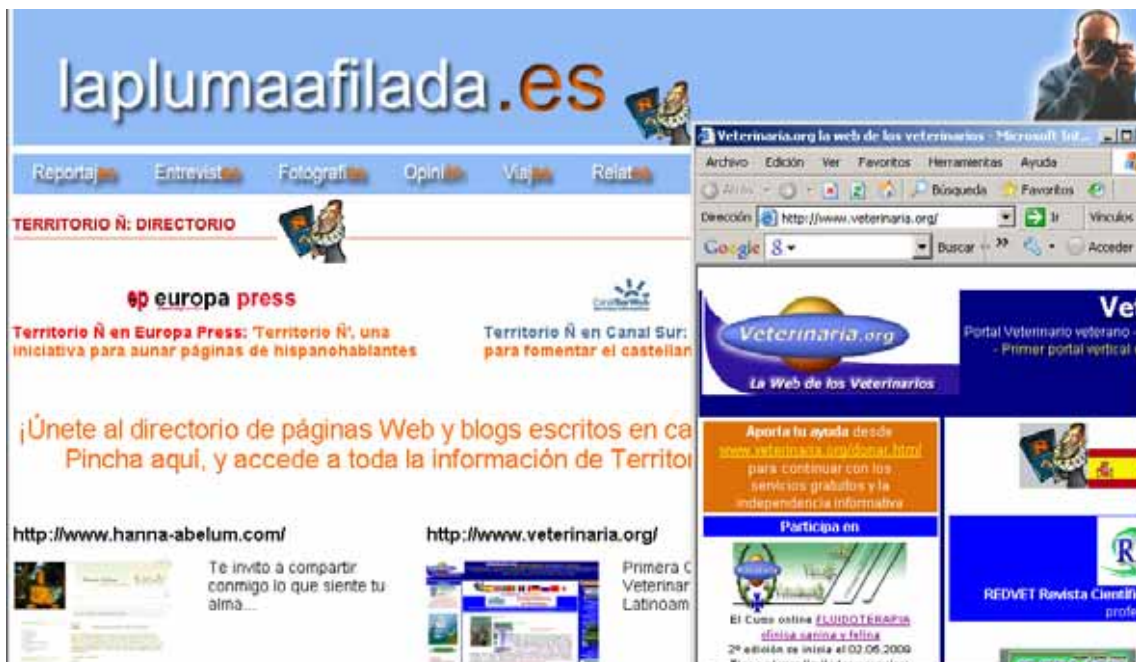 laplumaafilada.es
Reportajes Entrevistas Fotografías Opinión Viajes Relatos
TERRITORIO Ñ: DIRECTORIO
europa press
Territorio Ñ en Europa Press: 'Territorio Ñ', una
iniciativa para aunar páginas de hispanohablantes
CanalSurWeb
Territorio Ñ en Canal Sur:
para fomentar el castellan
¡Únete al directorio de páginas Web y blogs escritos en ca
Pincha aquí, y accede a toda la información de Territor
http://www.hanna-abelum.com/
Te invito a compartir
conmigo lo que siente tu
alma...
http://www.veterinaria.org/
Primera C
Veterinar
Latinoam
Veterinaria.org la web de los veterinarios - Microsoft Int...
Archivo Edición Ver Favoritos Herramientas Ayuda
Atrás Búsqueda Favoritos
Dirección http://www.veterinaria.org/ Ir Vínculos
Google Buscar Acceder
Veterinaria.org
La Web de los Veterinarios
Ve
Portal Veterinario veterano -
- Primer portal vertical
Aporta tu ayuda desde
www.veterinaria.org/donar.html
para continuar con los
servicios gratuitos y la
independencia informativa
Participa en
El Curso online FLUIDOTERAPIA
clínica canina y felina
2ª edición se inicia el 02.06.2009
R
REDVET Revista Científi
profe